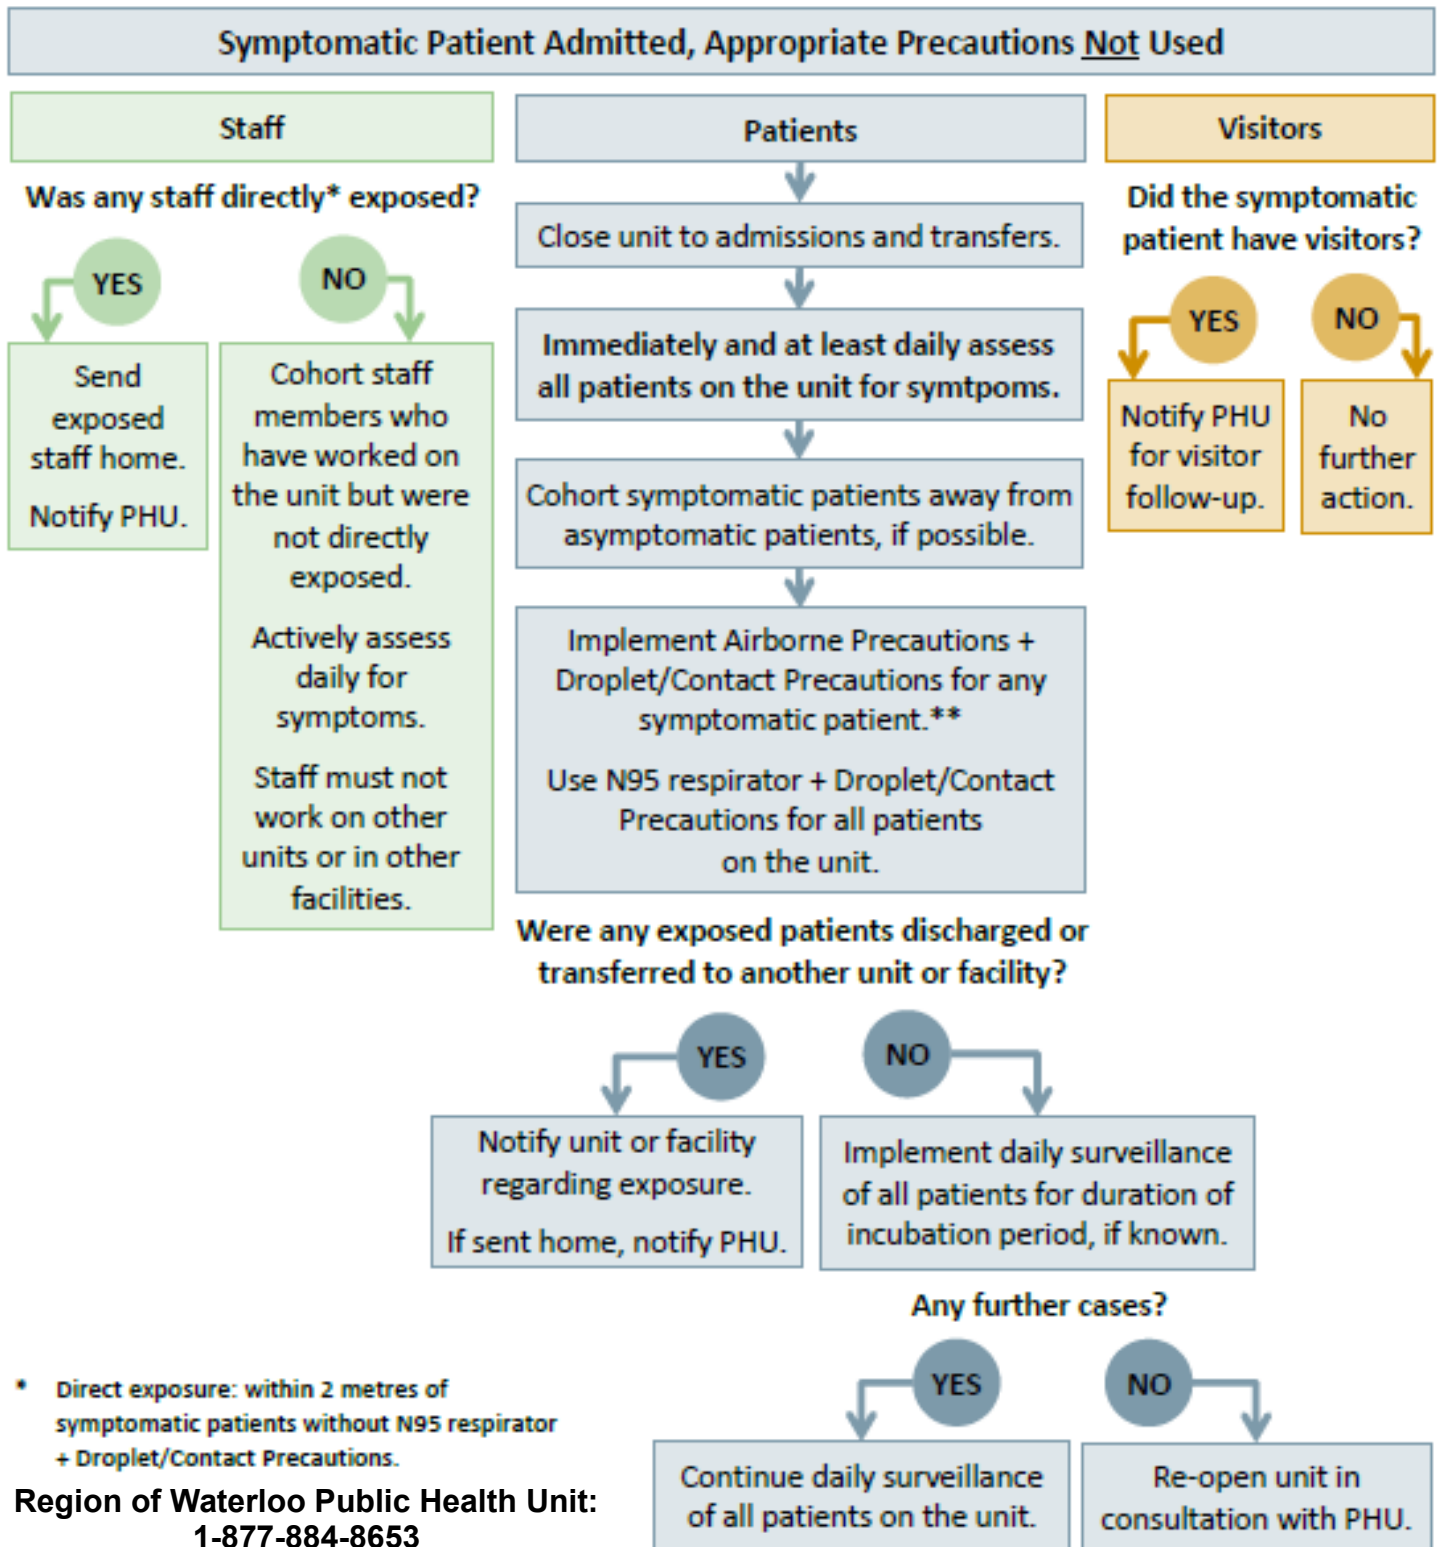 Symptomatic Patient Admitted, Appropriate Precautions Not Used
Staff
Was any staff directly* exposed?
YES
Send
exposed
staff home.
Notify PHU.
NO
Cohort staff
members who
have worked on
the unit but were
not directly
exposed.
Actively assess
daily for
symptoms.
Staff must not
work on other
units or in other
facilities.
Patients
Close unit to admissions and transfers.
Immediately and at least daily assess
all patients on the unit for symtpoms.
Cohort symptomatic patients away from
asymptomatic patients, if possible.
Implement Airborne Precautions +
Droplet/Contact Precautions for any
symptomatic patient.**
Use N95 respirator + Droplet/Contact
Precautions for all patients
on the unit.
Were any exposed patients discharged or
transferred to another unit or facility?
YES
Notify unit or facility
regarding exposure.
If sent home, notify PHU.
NO
Implement daily surveillance
of all patients for duration of
incubation period, if known.
Any further cases?
YES
Continue daily surveillance
of all patients on the unit.
NO
Re-open unit in
consultation with PHU.
Visitors
Did the symptomatic
patient have visitors?
YES
Notify PHU
for visitor
follow-up.
NO
No
further
action.
* Direct exposure: within 2 metres of
symptomatic patients without N95 respirator
+ Droplet/Contact Precautions.
Region of Waterloo Public Health Unit:
1-877-884-8653